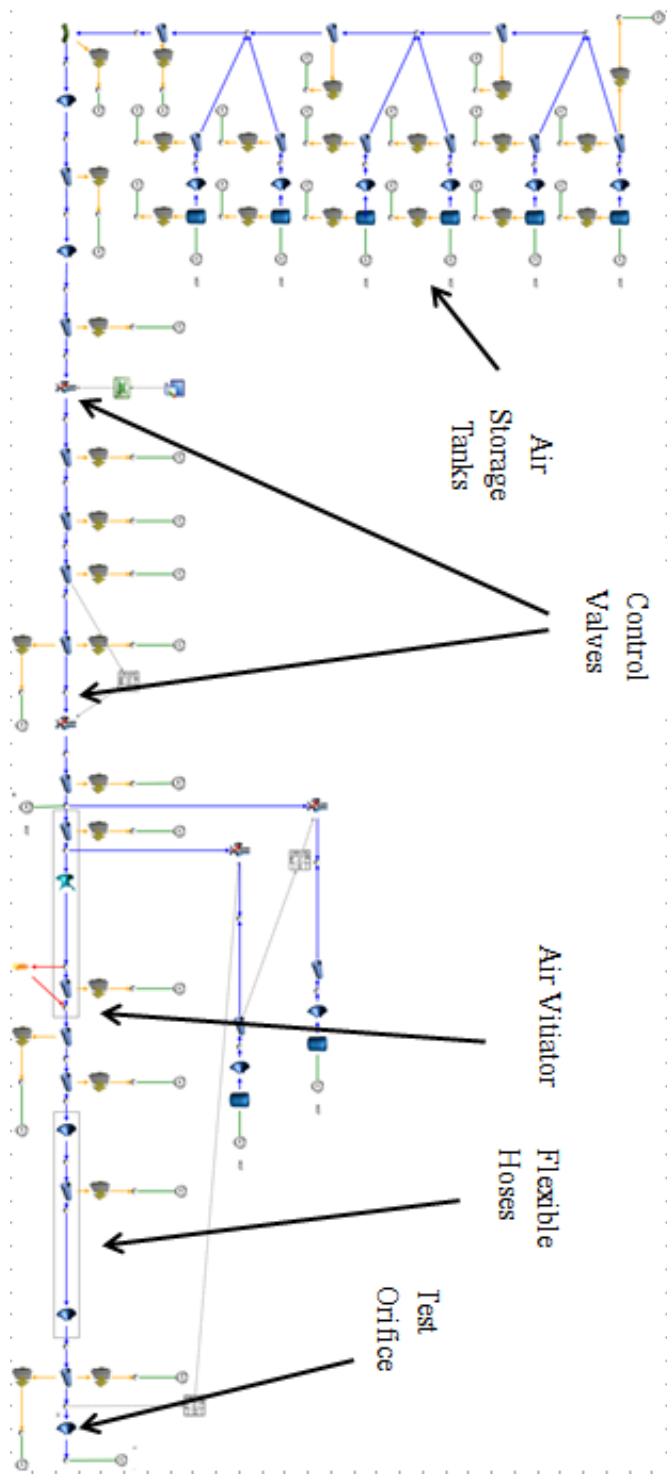 Air
Storage
Tanks
Control
Valves
Air Vitiator
Flexible
Hoses
Test
Orifice